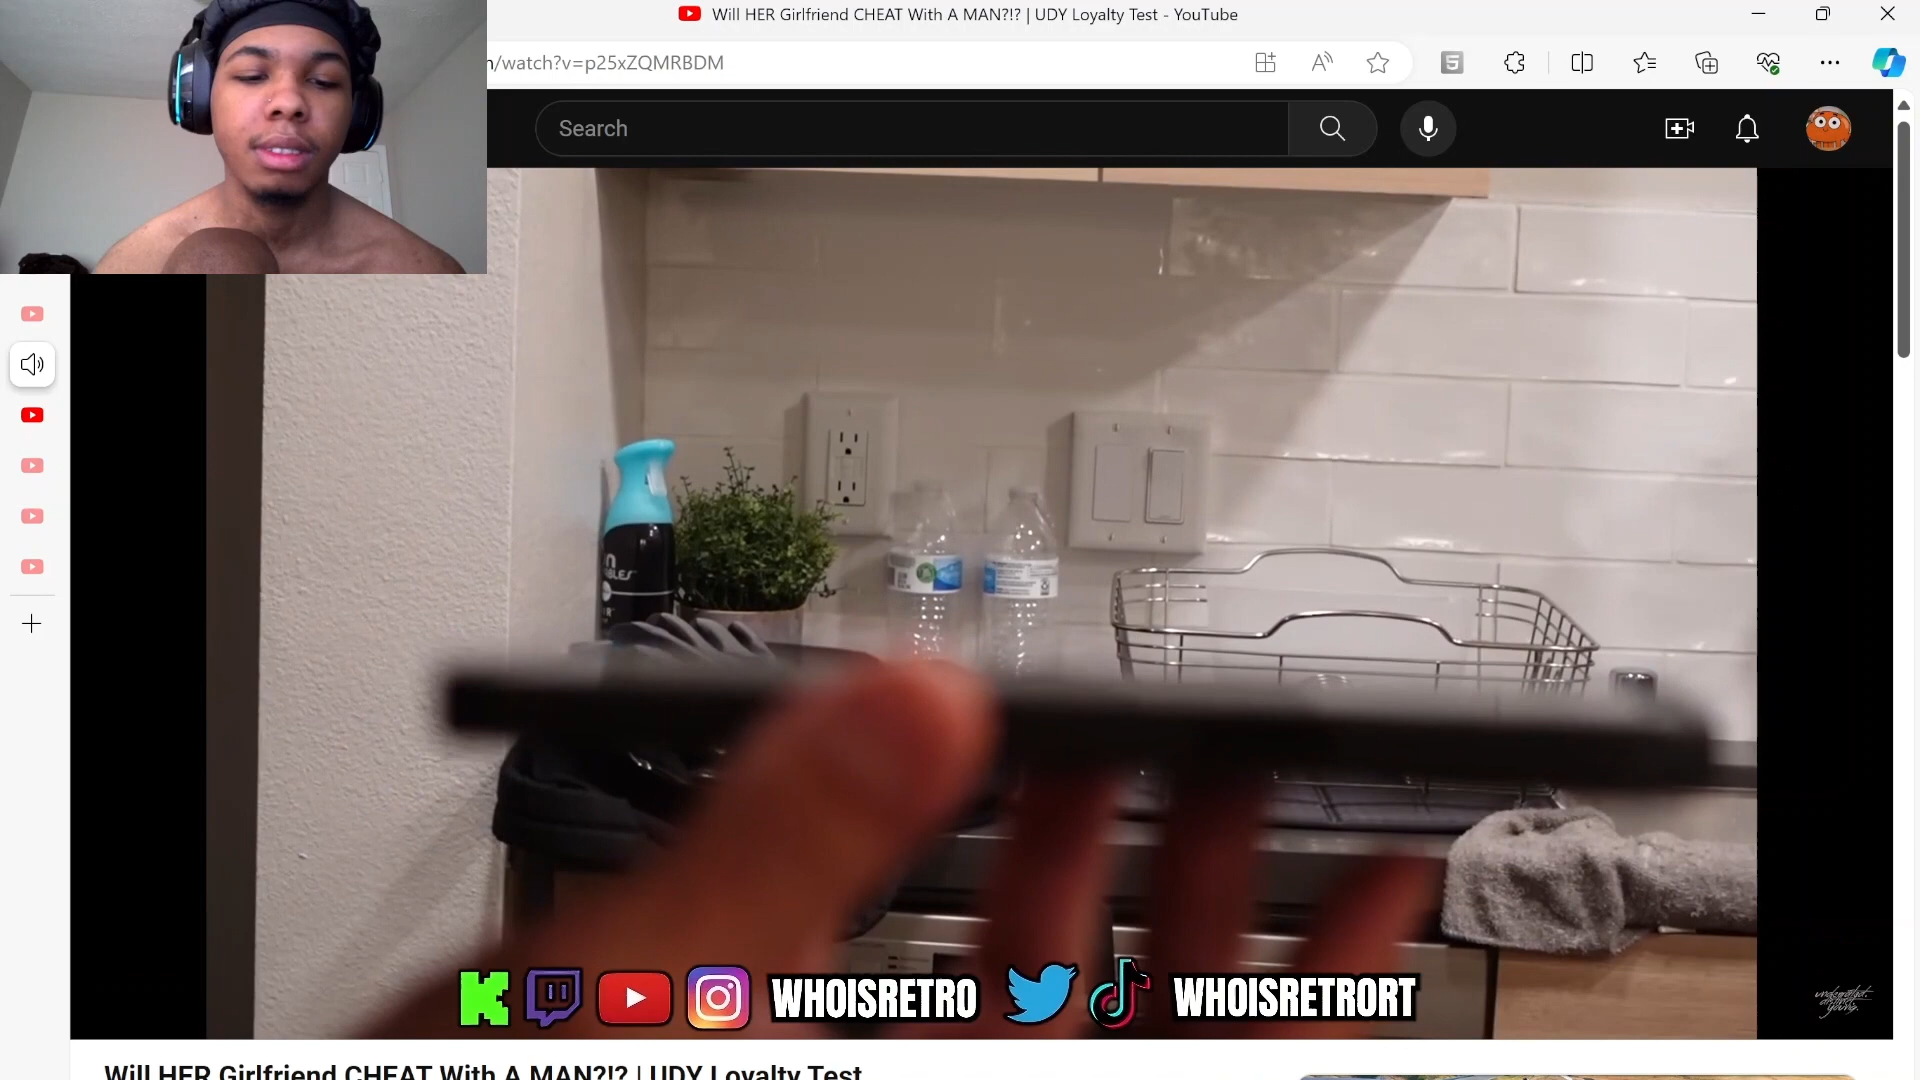 Will HER Girlfriend CHEAT With A MAN?!? | UDY Loyalty Test - YouTube
/watch?v=p25xZQMRBDM
Search
WHOISRETRO
WHOISRETRORT
Will HER Girlfriend CHEAT With A MAN?!? | UDY Loyalty Test